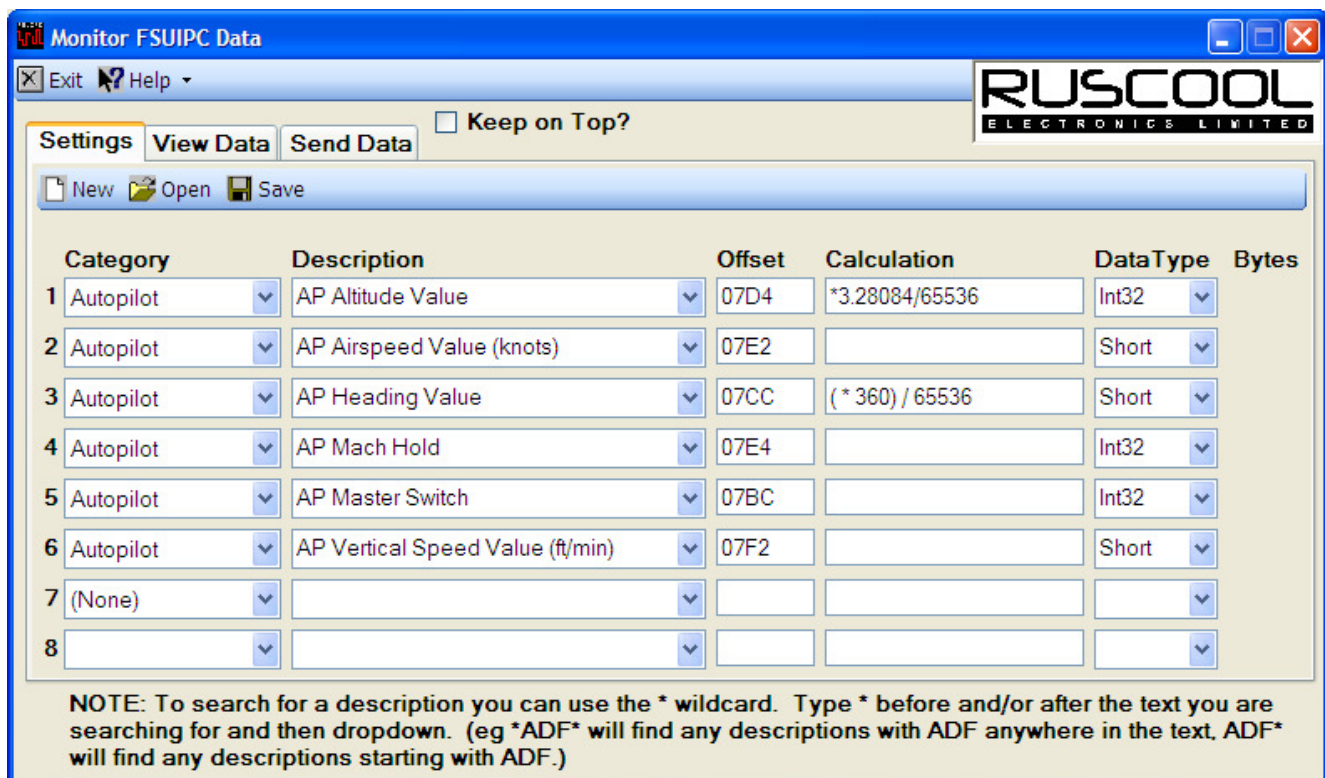 Monitor FSUIPC Data
Exit Help
RUSCOOL
ELECTRONICS LIMITED
Keep on Top?
Settings View Data Send Data
New Open Save
Category Description Offset Calculation DataType Bytes
1 Autopilot AP Altitude Value 07D4 *3.28084/65536 Int32
2 Autopilot AP Airspeed Value (knots) 07E2 Short
3 Autopilot AP Heading Value 07CC ( * 360) / 65536 Short
4 Autopilot AP Mach Hold 07E4 Int32
5 Autopilot AP Master Switch 07BC Int32
6 Autopilot AP Vertical Speed Value (ft/min) 07F2 Short
7 (None)
8
NOTE: To search for a description you can use the * wildcard. Type * before and/or after the text you are
searching for and then dropdown. (eg *ADF* will find any descriptions with ADF anywhere in the text, ADF*
will find any descriptions starting with ADF.)